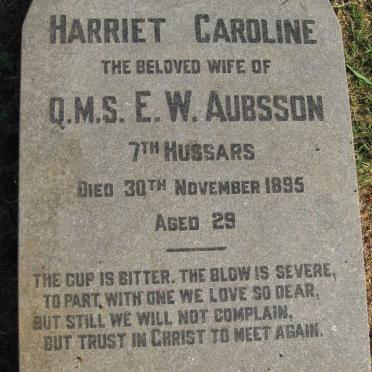 HARRIET CAROLINE
THE BELOVED WIFE OF
Q.M.S. E. W. AUBSSON
7TH HUSSARS
DIED 30TH NOVEMBER 1895
AGED 29
THE CUP IS BITTER, THE BLOW IS SEVERE,
TO PART, WITH ONE WE LOVE SO DEAR,
BUT STILL WE WILL NOT COMPLAIN,
BUT TRUST IN CHRIST TO MEET AGAIN.